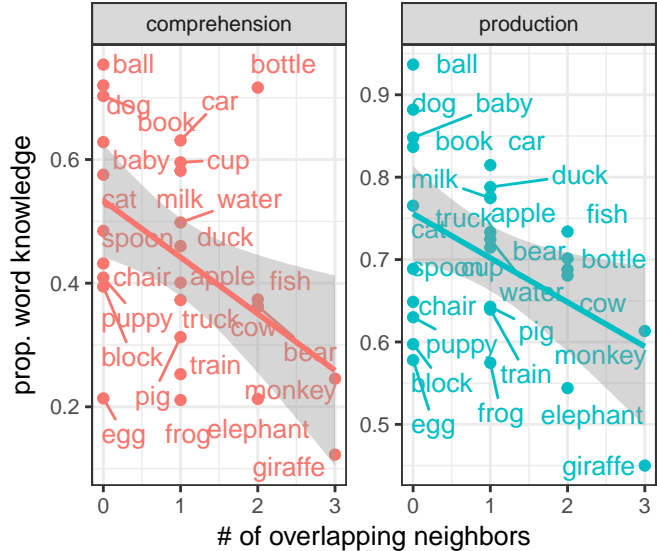 comprehension
production
prop. word knowledge
0.6
0.4
0.2
ball
bottle
dog
car
book
baby
cup
cat
milk
water
spoon
duck
chair
apple
fish
puppy
truck
cow
block
bear
train
pig
monkey
egg
frog
elephant
giraffe
0
1
2
3
0.9
0.8
0.7
0.6
0.5
ball
dog
baby
book
car
milk
duck
cat
truck
apple
fish
bear
bottle
spoon
cup
water
cow
chair
pig
puppy
monkey
block
train
egg
frog
elephant
giraffe
0
1
2
3
# of overlapping neighbors